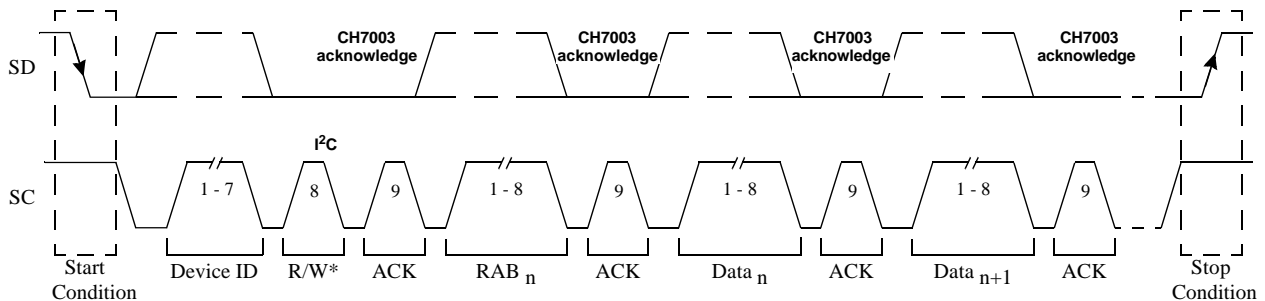 CH7003
acknowledge
CH7003
acknowledge
CH7003
acknowledge
CH7003
acknowledge
SD
I²C
SC
1 - 7
8
9
1 - 8
9
1 - 8
9
1 - 8
9
Start
Condition
Device ID
R/W*
ACK
RAB n
ACK
Data n
ACK
Data n+1
ACK
Stop
Condition